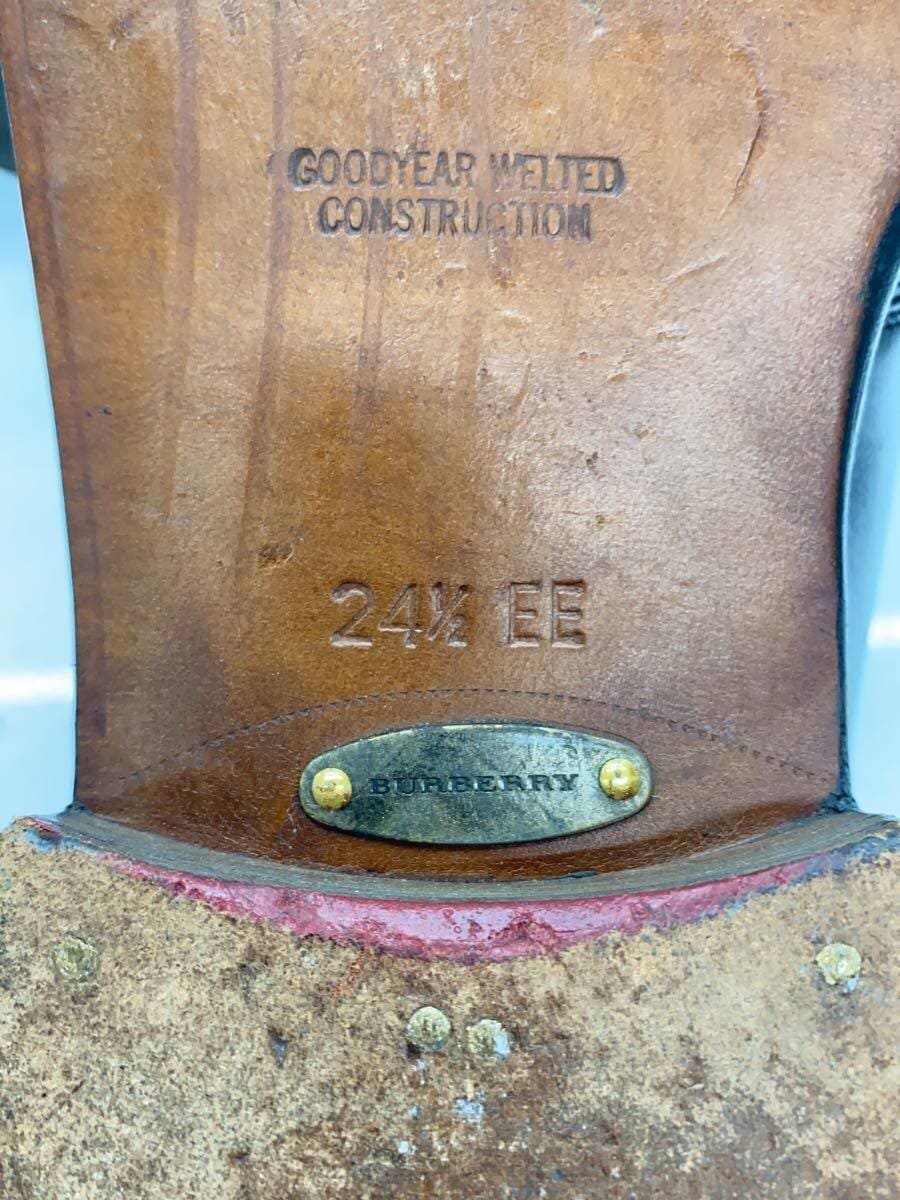 GOODYEAR WELTED
CONSTRUCTION
24½ EE
BURBERRY